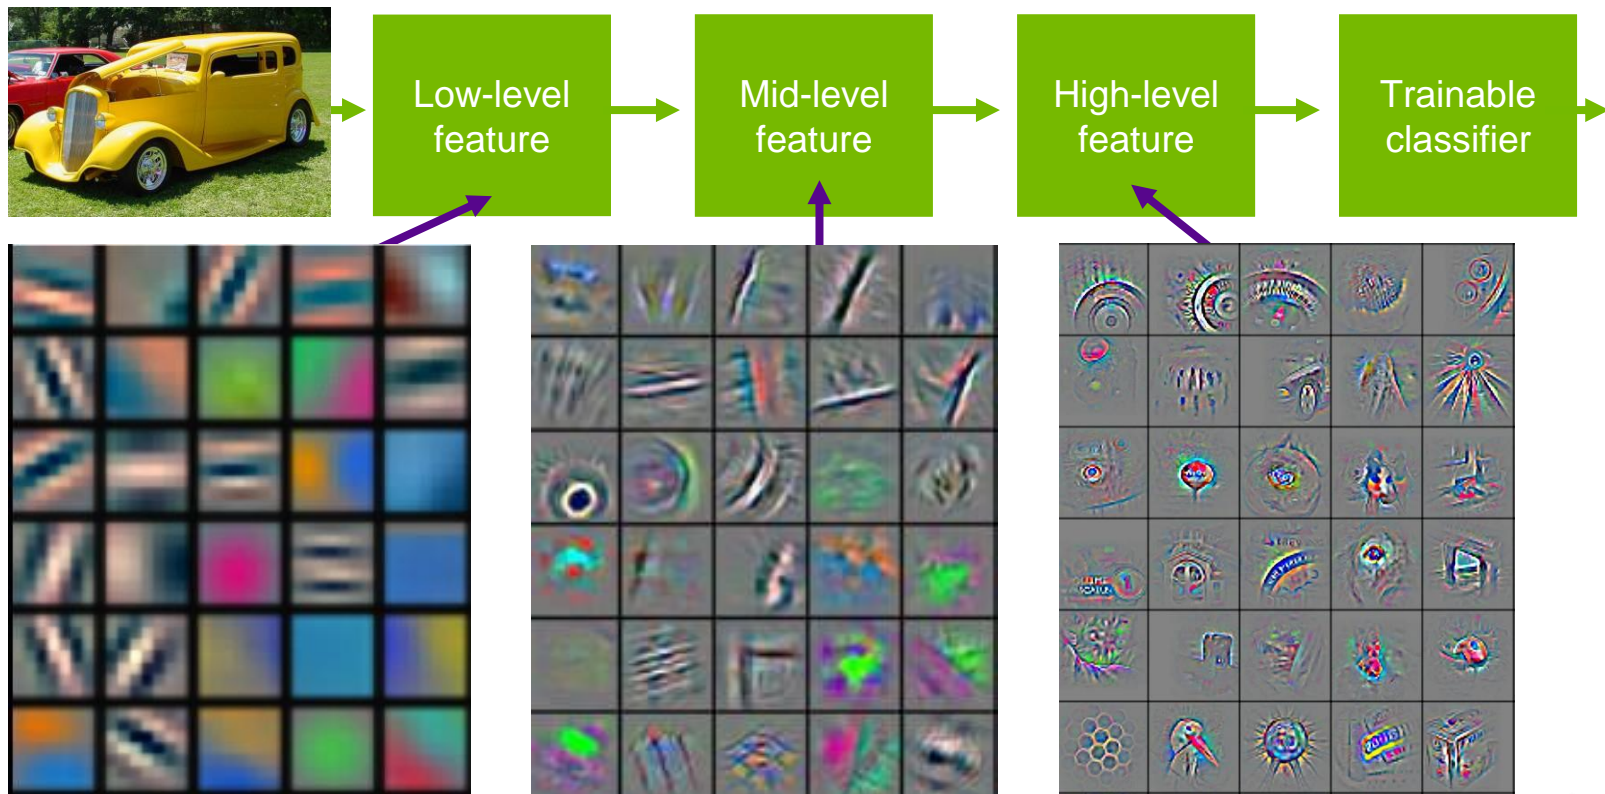 Low-level
feature
Mid-level
feature
High-level
feature
Trainable
classifier